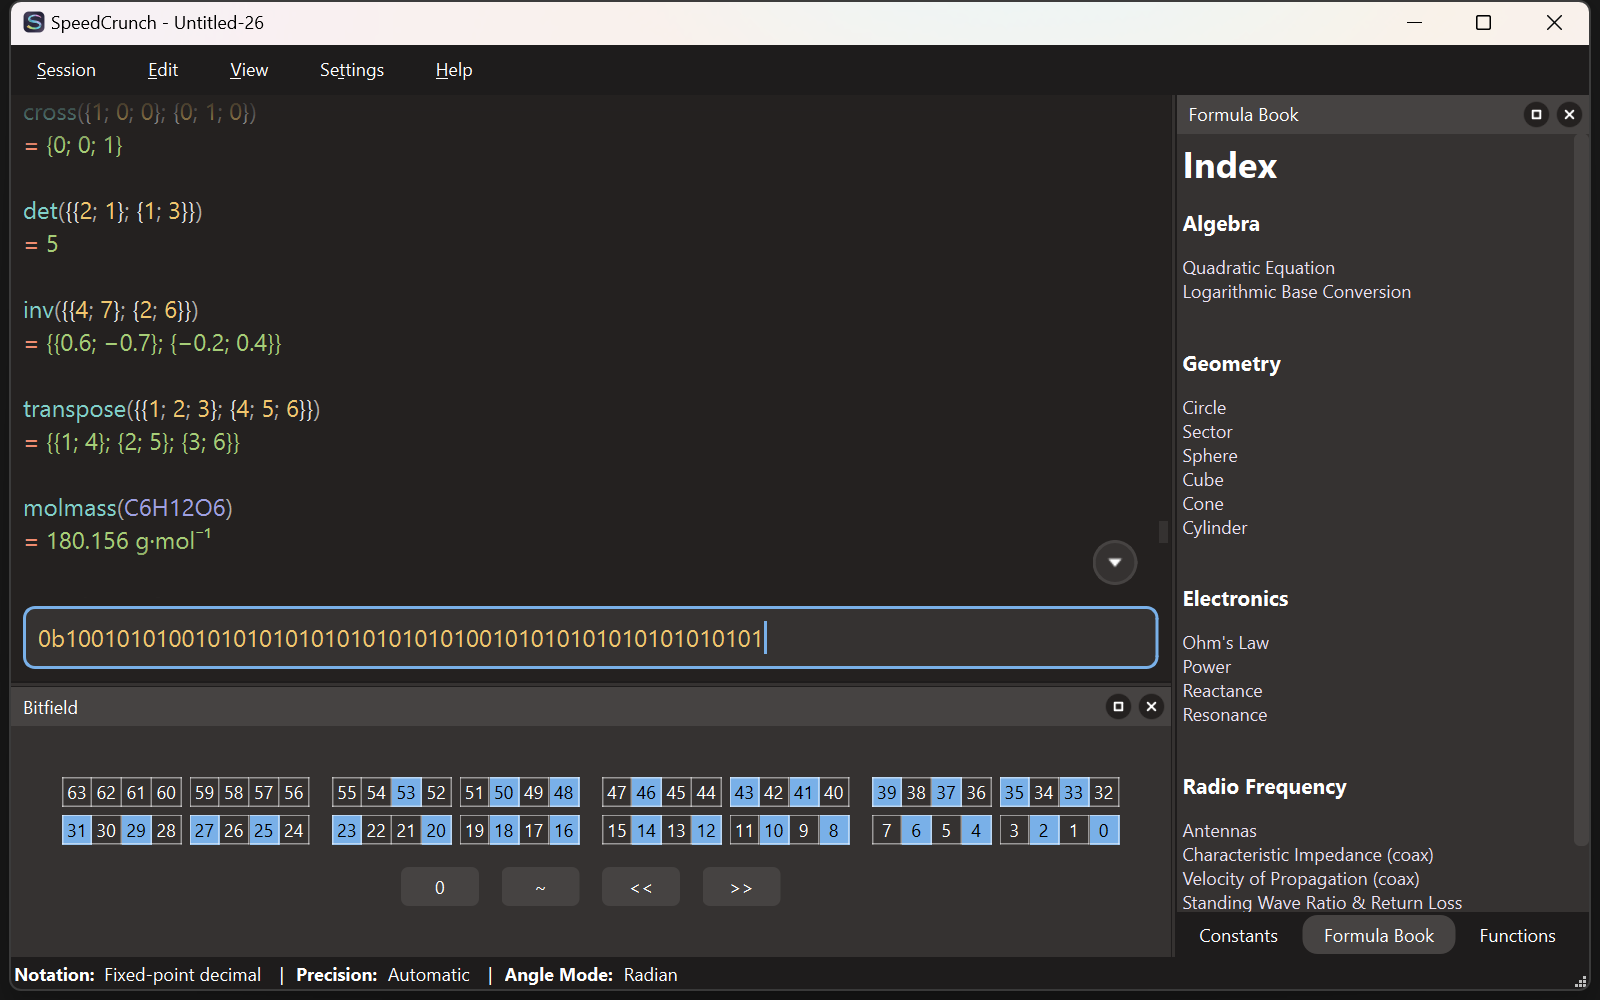 SpeedCrunch - Untitled-26
Session Edit View Settings Help
cross({1; 0; 0}; {0; 1; 0})
= {0; 0; 1}
det({{2; 1}; {1; 3}})
= 5
inv({{4; 7}; {2; 6}})
= {{0.6; −0.7}; {−0.2; 0.4}}
transpose({{1; 2; 3}; {4; 5; 6}})
= {{1; 4}; {2; 5}; {3; 6}}
molmass(C6H12O6)
= 180.156 g·mol⁻¹
0b100101010010101010101010101010100101010101010101010101
Bitfield
63 62 61 60 59 58 57 56 55 54 53 52 51 50 49 48 47 46 45 44 43 42 41 40 39 38 37 36 35 34 33 32
31 30 29 28 27 26 25 24 23 22 21 20 19 18 17 16 15 14 13 12 11 10 9 8 7 6 5 4 3 2 1 0
0 ~ << >>
Formula Book
Index
Algebra
Quadratic Equation
Logarithmic Base Conversion
Geometry
Circle
Sector
Sphere
Cube
Cone
Cylinder
Electronics
Ohm's Law
Power
Reactance
Resonance
Radio Frequency
Antennas
Characteristic Impedance (coax)
Velocity of Propagation (coax)
Standing Wave Ratio & Return Loss
Constants Formula Book Functions
Notation: Fixed-point decimal | Precision: Automatic | Angle Mode: Radian